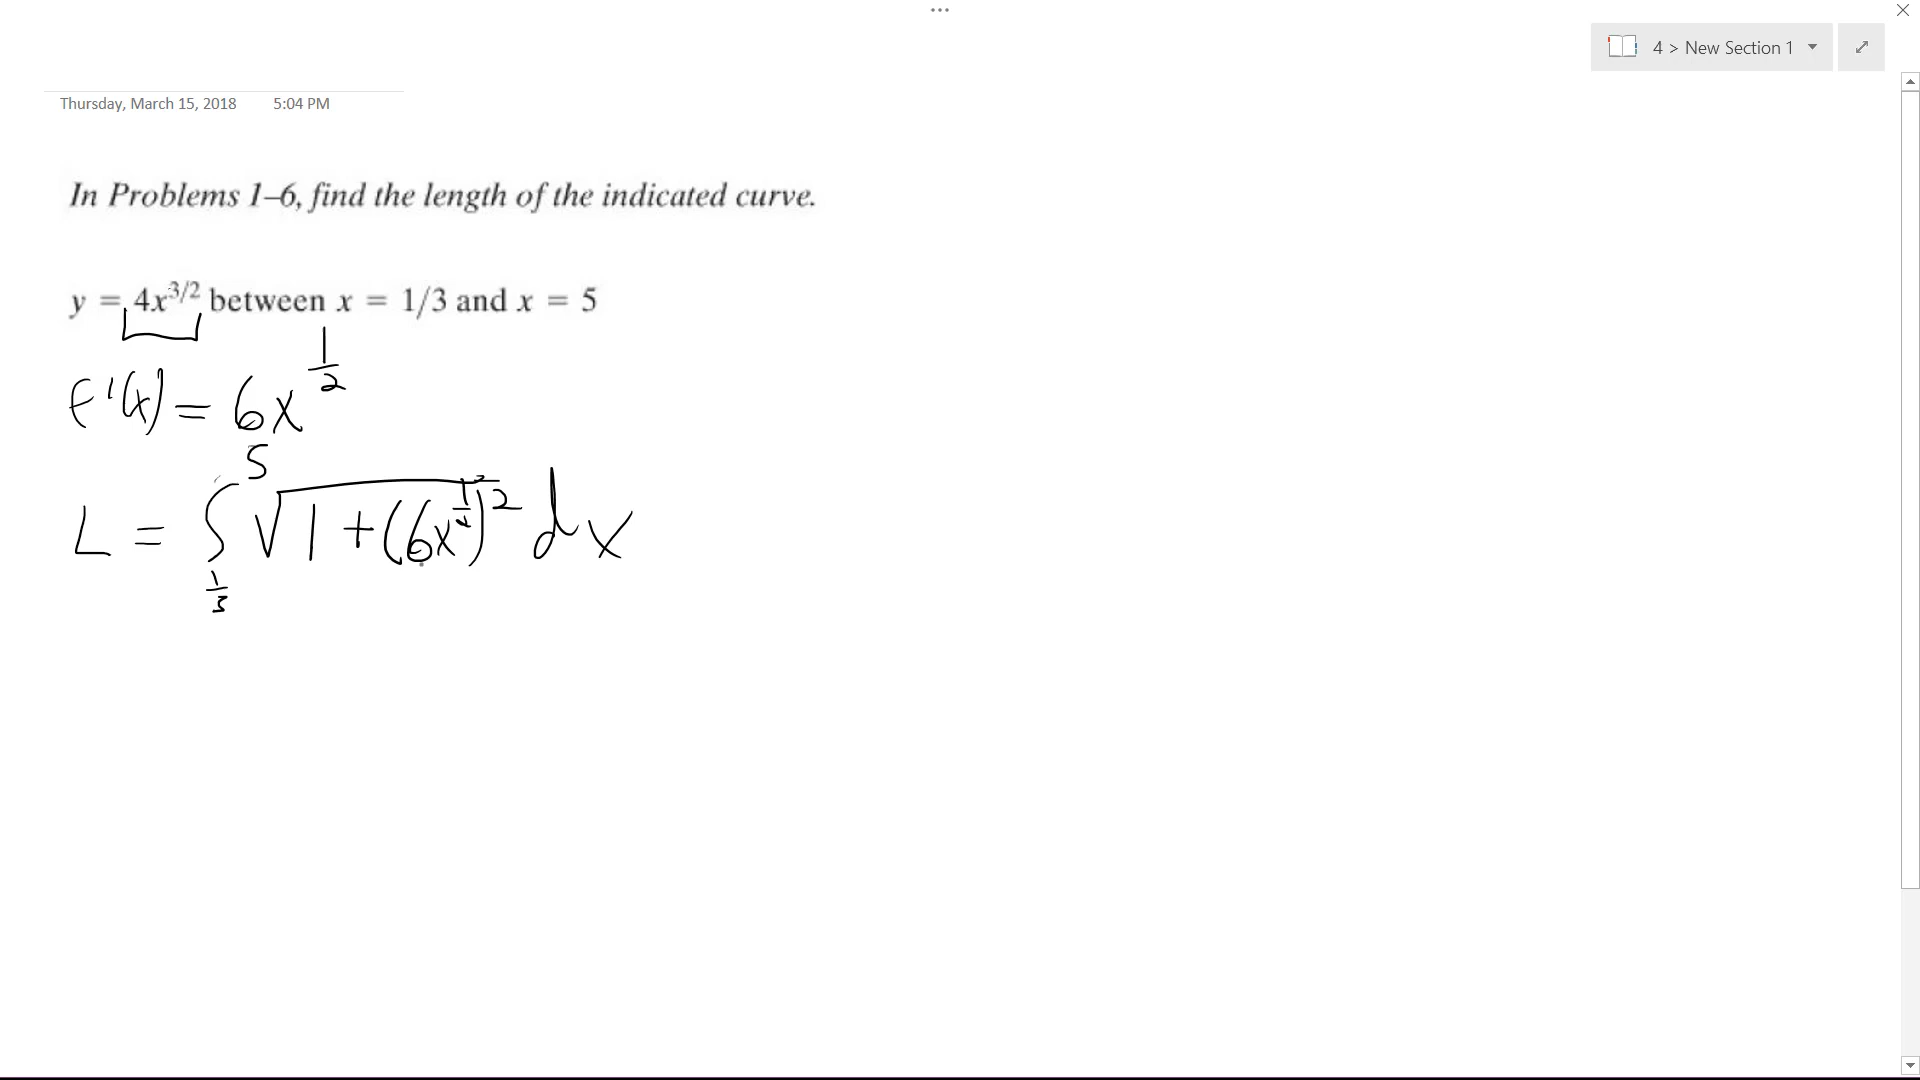 4 > New Section 1
Thursday, March 15, 2018 5:04 PM
In Problems 1–6, find the length of the indicated curve.
y = 4x^{3/2} between x = 1/3 and x = 5
f'(x) = 6x^{1/2}
L = ∫_{1/3}^{5} √(1 + (6x^{1/2})^2) dx